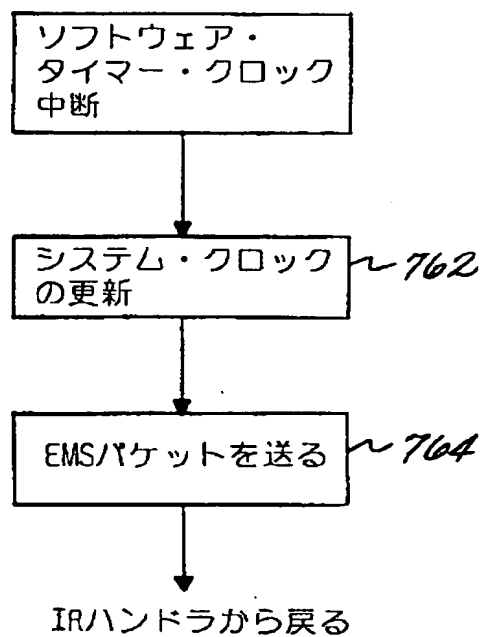 ソフトウェア・
タイマー・クロック
中断
システム・クロック
の更新
762
EMSパケットを送る
764
IRハンドラから戻る